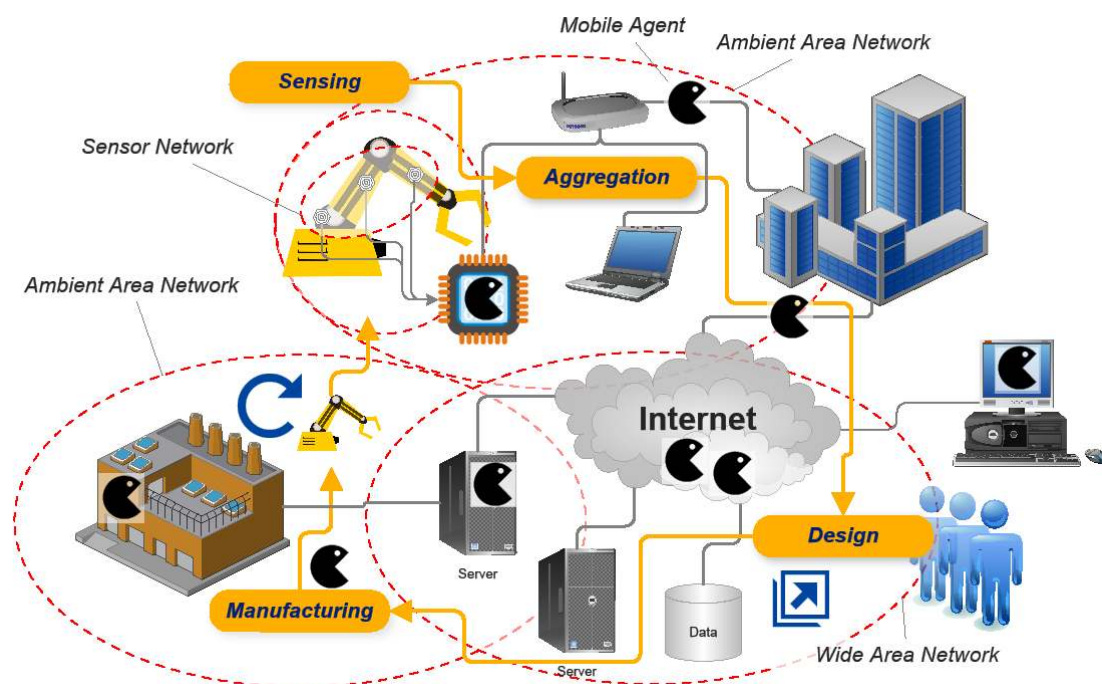 Mobile Agent
Ambient Area Network
Sensing
Sensor Network
Aggregation
Ambient Area Network
Internet
Design
Server
Manufacturing
Data
Server
Wide Area Network